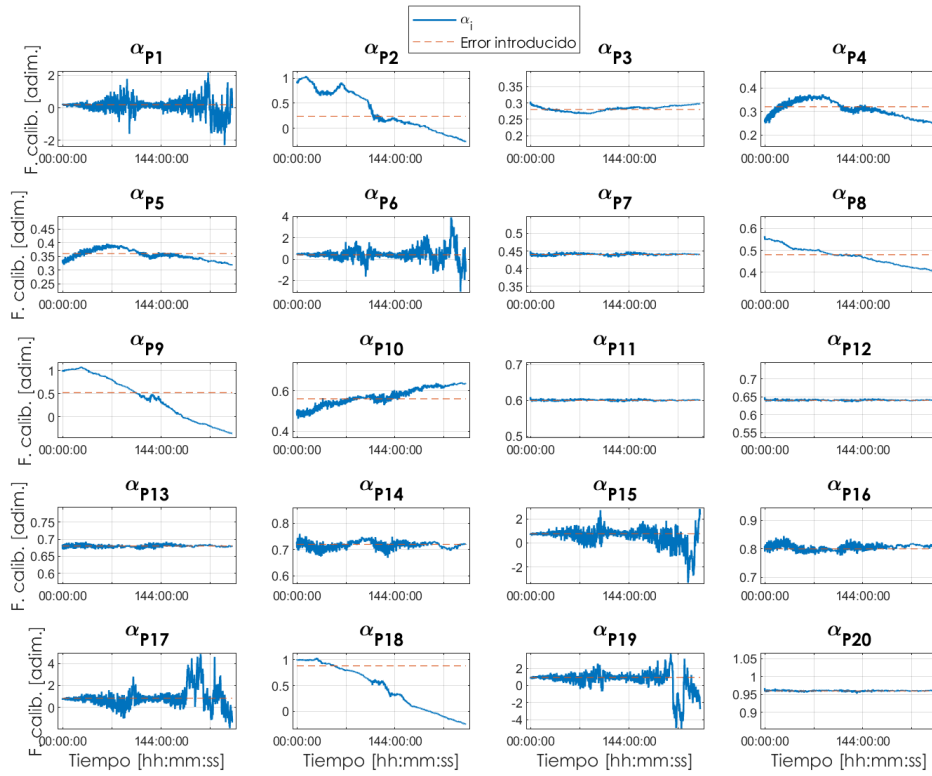 α_i
Error introducido
α_P1
α_P2
α_P3
α_P4
F. calib. [adim.]
2
0
-2
00:00:00 144:00:00
1
0.5
0
00:00:00 144:00:00
0.35
0.3
0.25
0.2
00:00:00 144:00:00
0.4
0.3
0.2
00:00:00 144:00:00
α_P5
α_P6
α_P7
α_P8
F. calib. [adim.]
0.45
0.4
0.35
0.3
0.25
00:00:00 144:00:00
4
2
0
-2
00:00:00 144:00:00
0.5
0.45
0.4
0.35
00:00:00 144:00:00
0.6
0.5
0.4
00:00:00 144:00:00
α_P9
α_P10
α_P11
α_P12
F. calib. [adim.]
1
0.5
0
00:00:00 144:00:00
0.6
0.4
00:00:00 144:00:00
0.7
0.6
0.5
00:00:00 144:00:00
0.7
0.65
0.6
0.55
00:00:00 144:00:00
α_P13
α_P14
α_P15
α_P16
F. calib. [adim.]
0.75
0.7
0.65
0.6
00:00:00 144:00:00
0.8
0.7
0.6
00:00:00 144:00:00
2
0
-2
00:00:00 144:00:00
0.9
0.8
0.7
00:00:00 144:00:00
α_P17
α_P18
α_P19
α_P20
F. calib. [adim.]
4
2
0
00:00:00 144:00:00
1
0.5
0
00:00:00 144:00:00
2
0
-2
-4
00:00:00 144:00:00
1.05
1
0.95
0.9
00:00:00 144:00:00
Tiempo [hh:mm:ss]
Tiempo [hh:mm:ss]
Tiempo [hh:mm:ss]
Tiempo [hh:mm:ss]